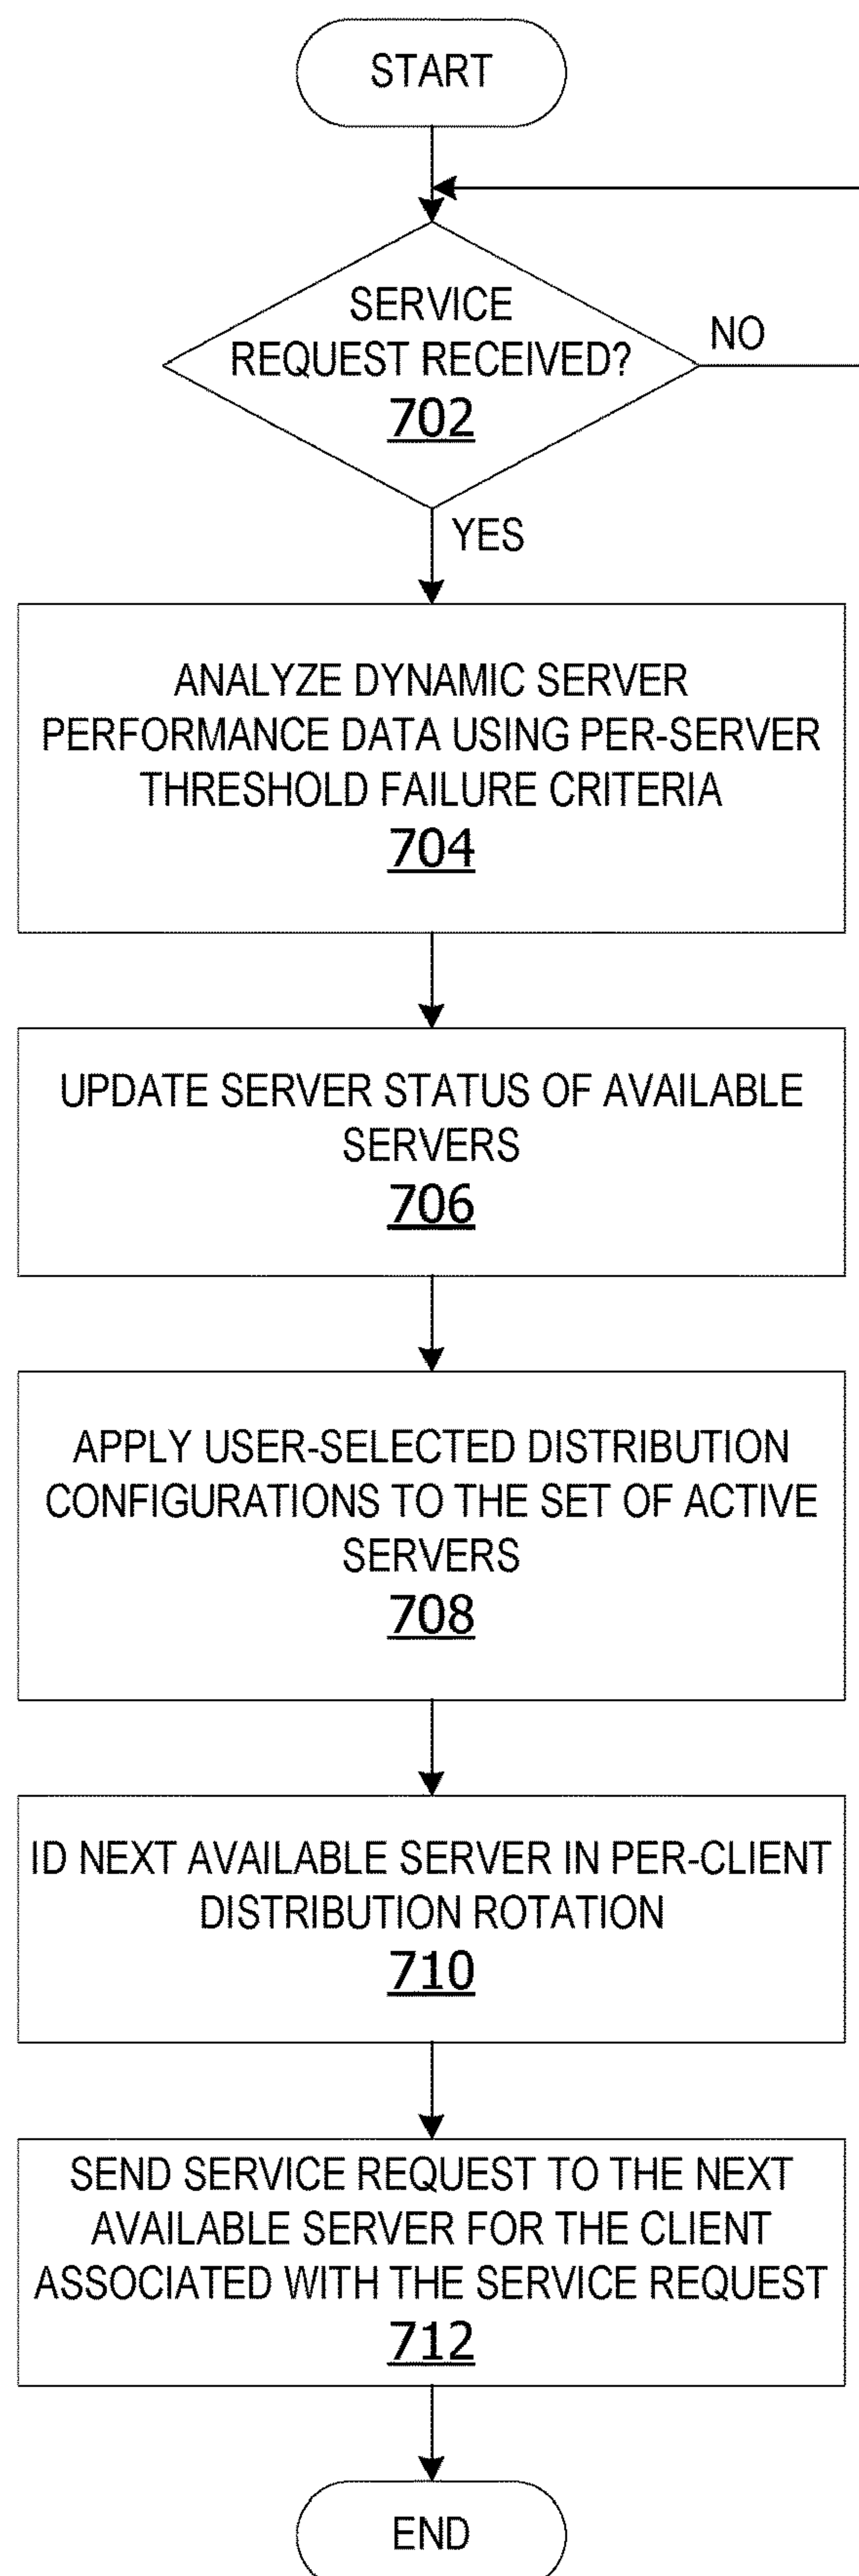 START
SERVICE
REQUEST RECEIVED?
702
NO
YES
ANALYZE DYNAMIC SERVER
PERFORMANCE DATA USING PER-SERVER
THRESHOLD FAILURE CRITERIA
704
UPDATE SERVER STATUS OF AVAILABLE
SERVERS
706
APPLY USER-SELECTED DISTRIBUTION
CONFIGURATIONS TO THE SET OF ACTIVE
SERVERS
708
ID NEXT AVAILABLE SERVER IN PER-CLIENT
DISTRIBUTION ROTATION
710
SEND SERVICE REQUEST TO THE NEXT
AVAILABLE SERVER FOR THE CLIENT
ASSOCIATED WITH THE SERVICE REQUEST
712
END